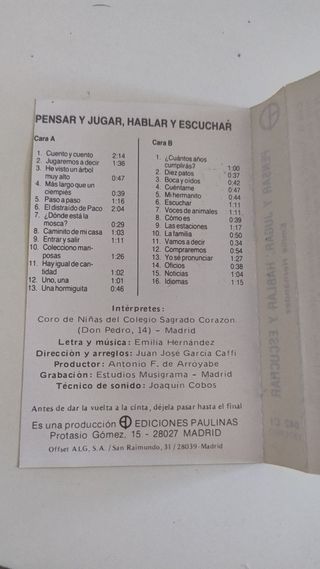 PENSAR Y JUGAR, HABLAR Y ESCUCHAR
Cara A
1. Cuento y cuento 2:14
2. Jugaremos a decir 1:36
3. He visto un árbol
muy alto 0:47
4. Más largo que un
ciempiés 0:39
5. Paso a paso 1:16
6. El distraído de Paco 2:04
7. ¿Dónde está la
mosca? 0:29
8. Caminito de mi casa 1:03
9. Entrar y salir 1:11
10. Colecciono man-
posas 1:26
11. Hay igual de can-
tidad 1:02
12. Uno, una 1:01
13. Una hormiguita 0:46
Cara B
1. ¿Cuántos años
cumplirás? 1:00
2. Diez patos 0:37
3. Boca y oídos 0:42
4. Cuéntame 0:47
5. Mi hermanito 0:44
6. Escuchar 1:11
7. Voces de animales 1:11
8. Cómo es 0:39
9. Las estaciones 1:17
10. La familia 0:50
11. Vamos a decir 0:34
12. Compraremos 0:54
13. Yo sé pronunciar 1:27
14. Oficios 0:38
15. Noticias 1:04
16. Idiomas 1:15
Intérpretes:
Coro de Niñas del Colegio Sagrado Corazon
(Don Pedro, 14) – Madrid
Letra y música: Emilia Hernández
Dirección y arreglos: Juan José García Caffi
Productor: Antonio F. de Arroyabe
Grabación: Estudios Musigrama – Madrid
Técnico de sonido: Joaquín Cobos
Antes de dar la vuelta a la cinta, déjela pasar hasta el final
Es una producción EDICIONES PAULINAS
Protasio Gómez, 15 - 28027 MADRID
Offset A.I.G., S.A. / San Raimundo, 31 / 28039 - Madrid